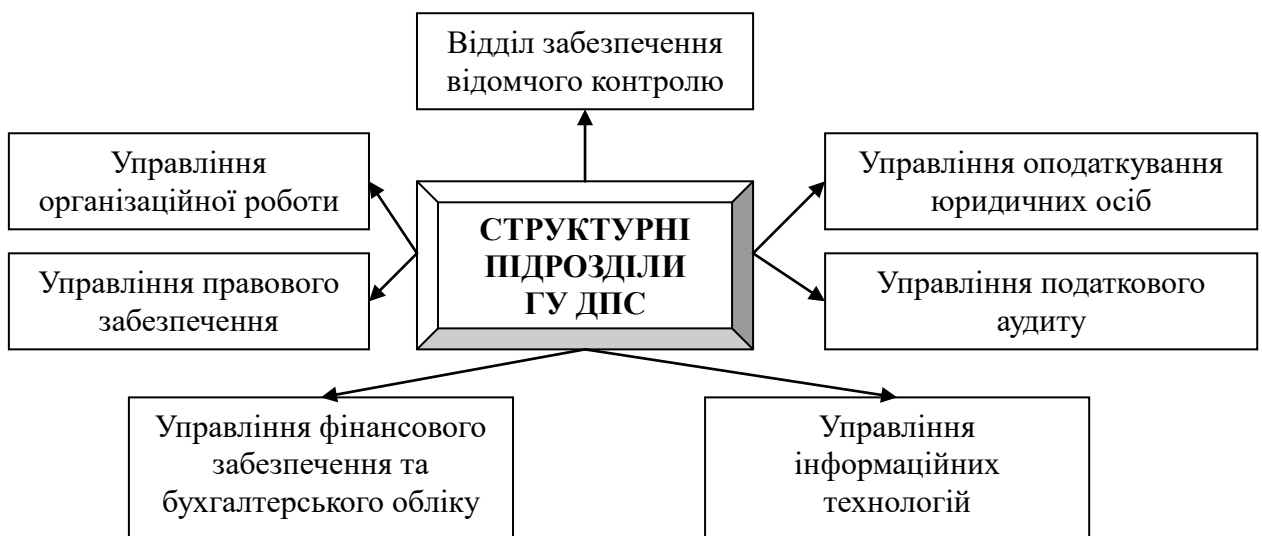 Відділ забезпечення
відомчого контролю
Управління
організаційної роботи
Управління оподаткування
юридичних осіб
СТРУКТУРНІ
ПІДРОЗДІЛИ
ГУ ДПС
Управління правового
забезпечення
Управління податкового
аудиту
Управління фінансового
забезпечення та
бухгалтерського обліку
Управління
інформаційних
технологій